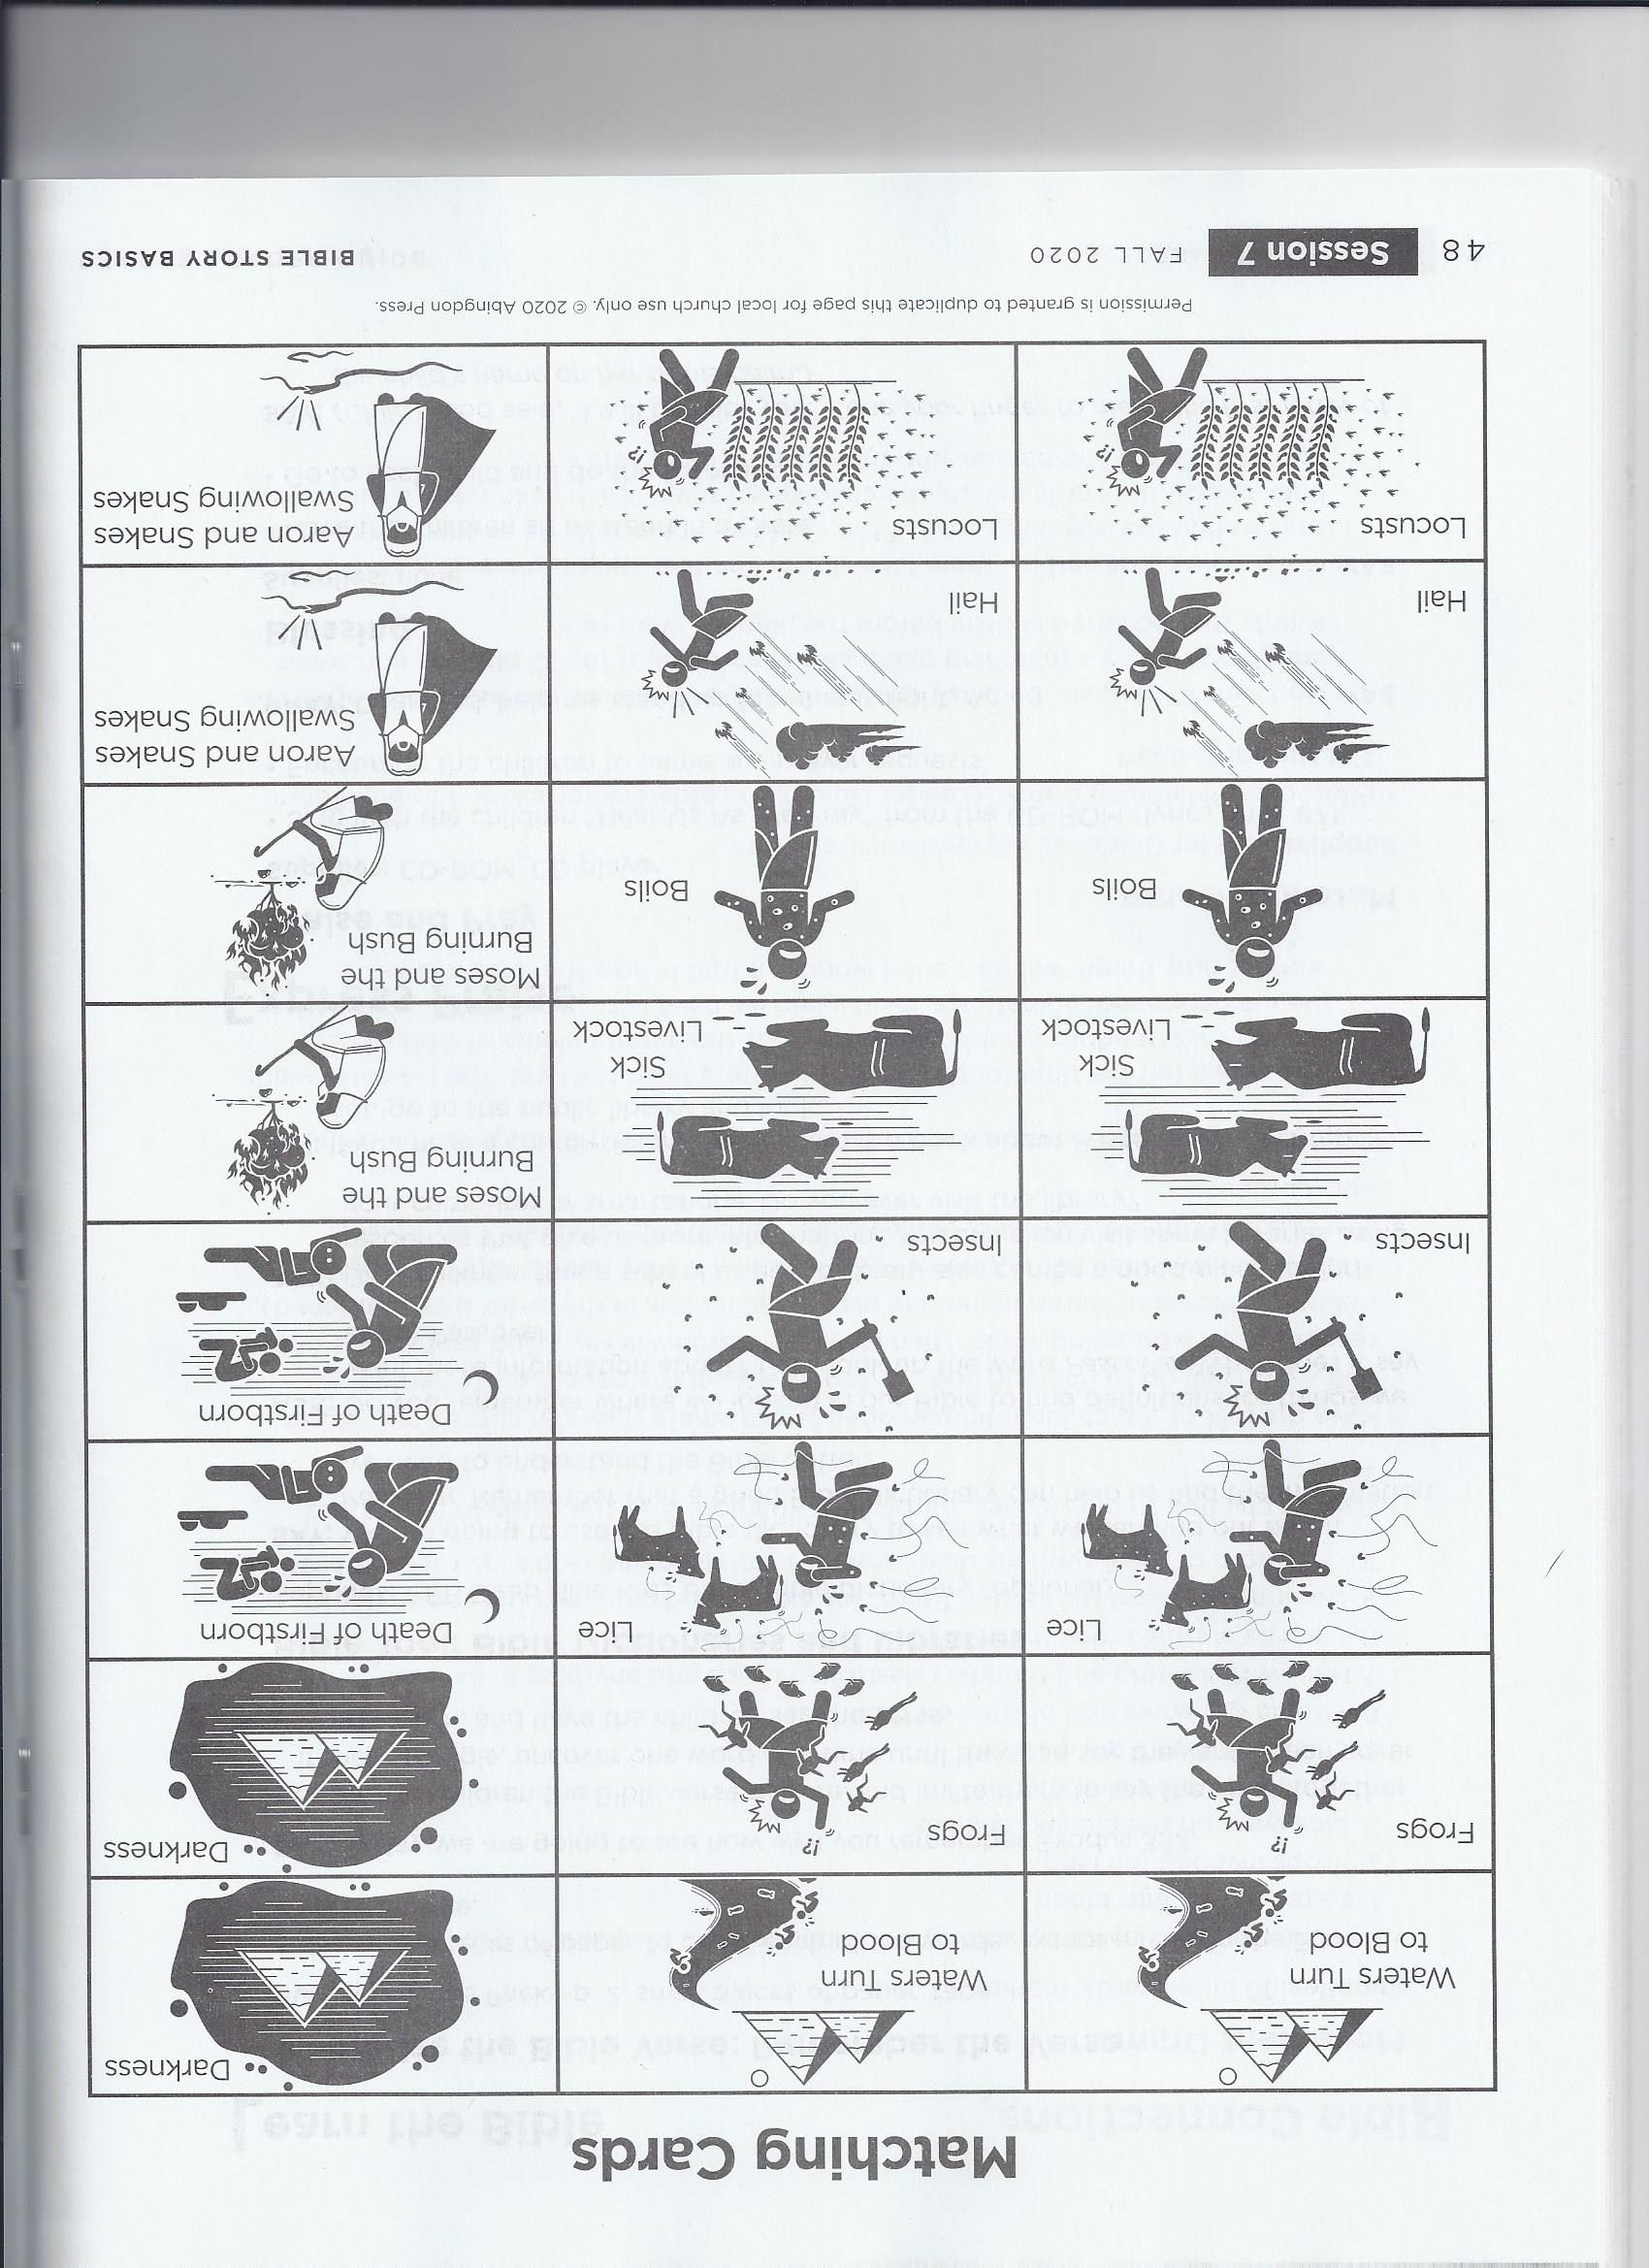 Matching Cards
Waters Turn
to Blood
Waters Turn
to Blood
Darkness
Frogs
!?
Frogs
!?
Darkness
Lice
Lice
Death of Firstborn
Insects
Insects
Death of Firstborn
Sick
Livestock
Sick
Livestock
Moses and the
Burning Bush
Boils
Boils
Moses and the
Burning Bush
Hail
Hail
Aaron and Snakes
Swallowing Snakes
Locusts
!?
Locusts
!?
Aaron and Snakes
Swallowing Snakes
Permission is granted to duplicate this page for local church use only. © 2020 Abingdon Press.
48 Session 7 FALL 2020 BIBLE STORY BASICS